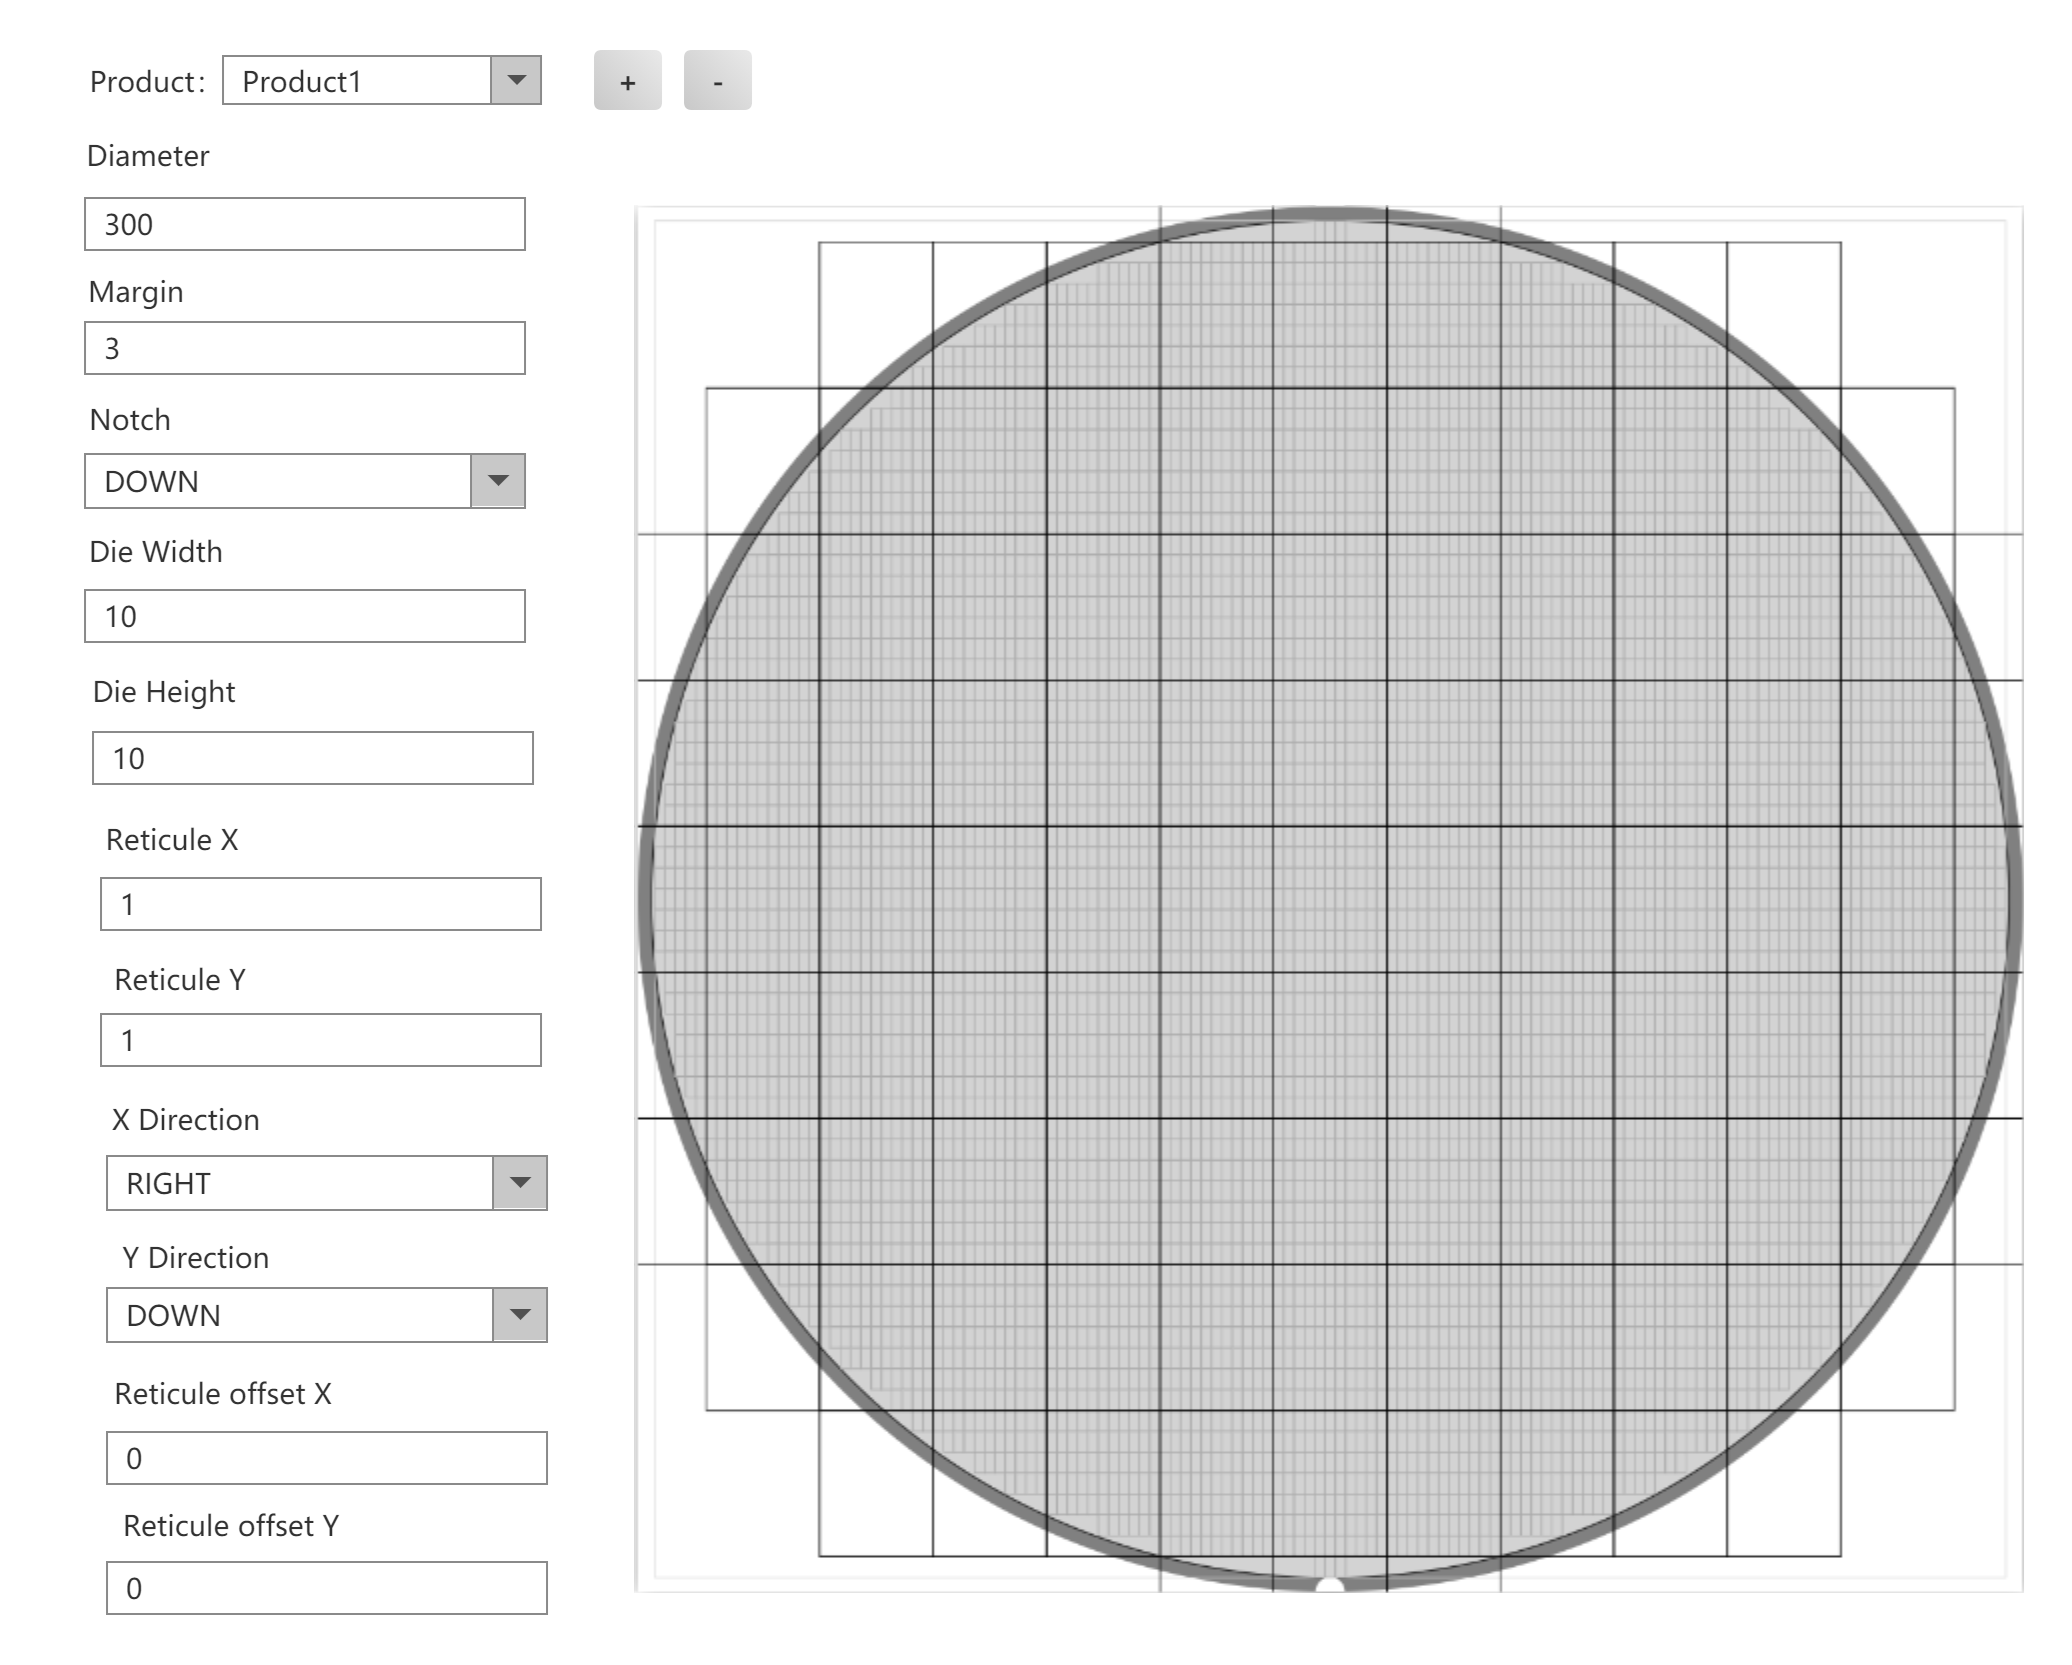 Product: Product1 + -
Diameter
300
Margin
3
Notch
DOWN
Die Width
10
Die Height
10
Reticule X
1
Reticule Y
1
X Direction
RIGHT
Y Direction
DOWN
Reticule offset X
0
Reticule offset Y
0